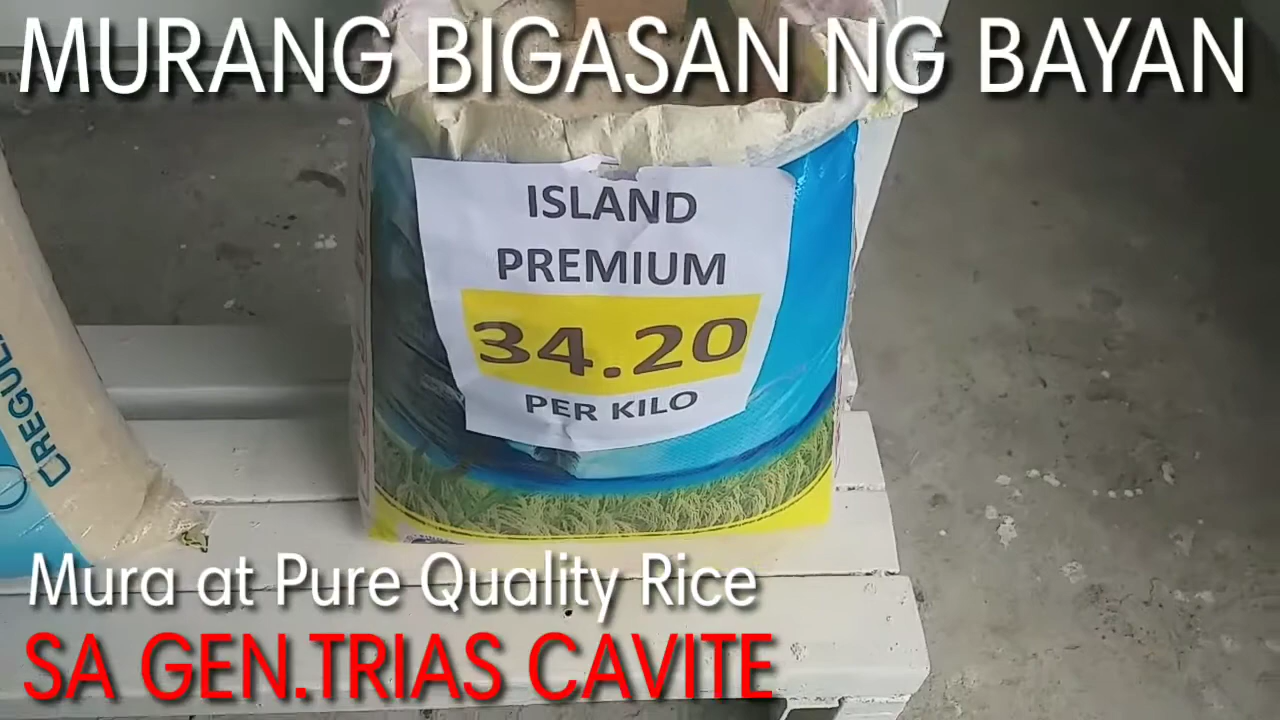 MURANG BIGASAN NG BAYAN
ISLAND
PREMIUM
34.20
PER KILO
Mura at Pure Quality Rice
SA GEN.TRIAS CAVITE